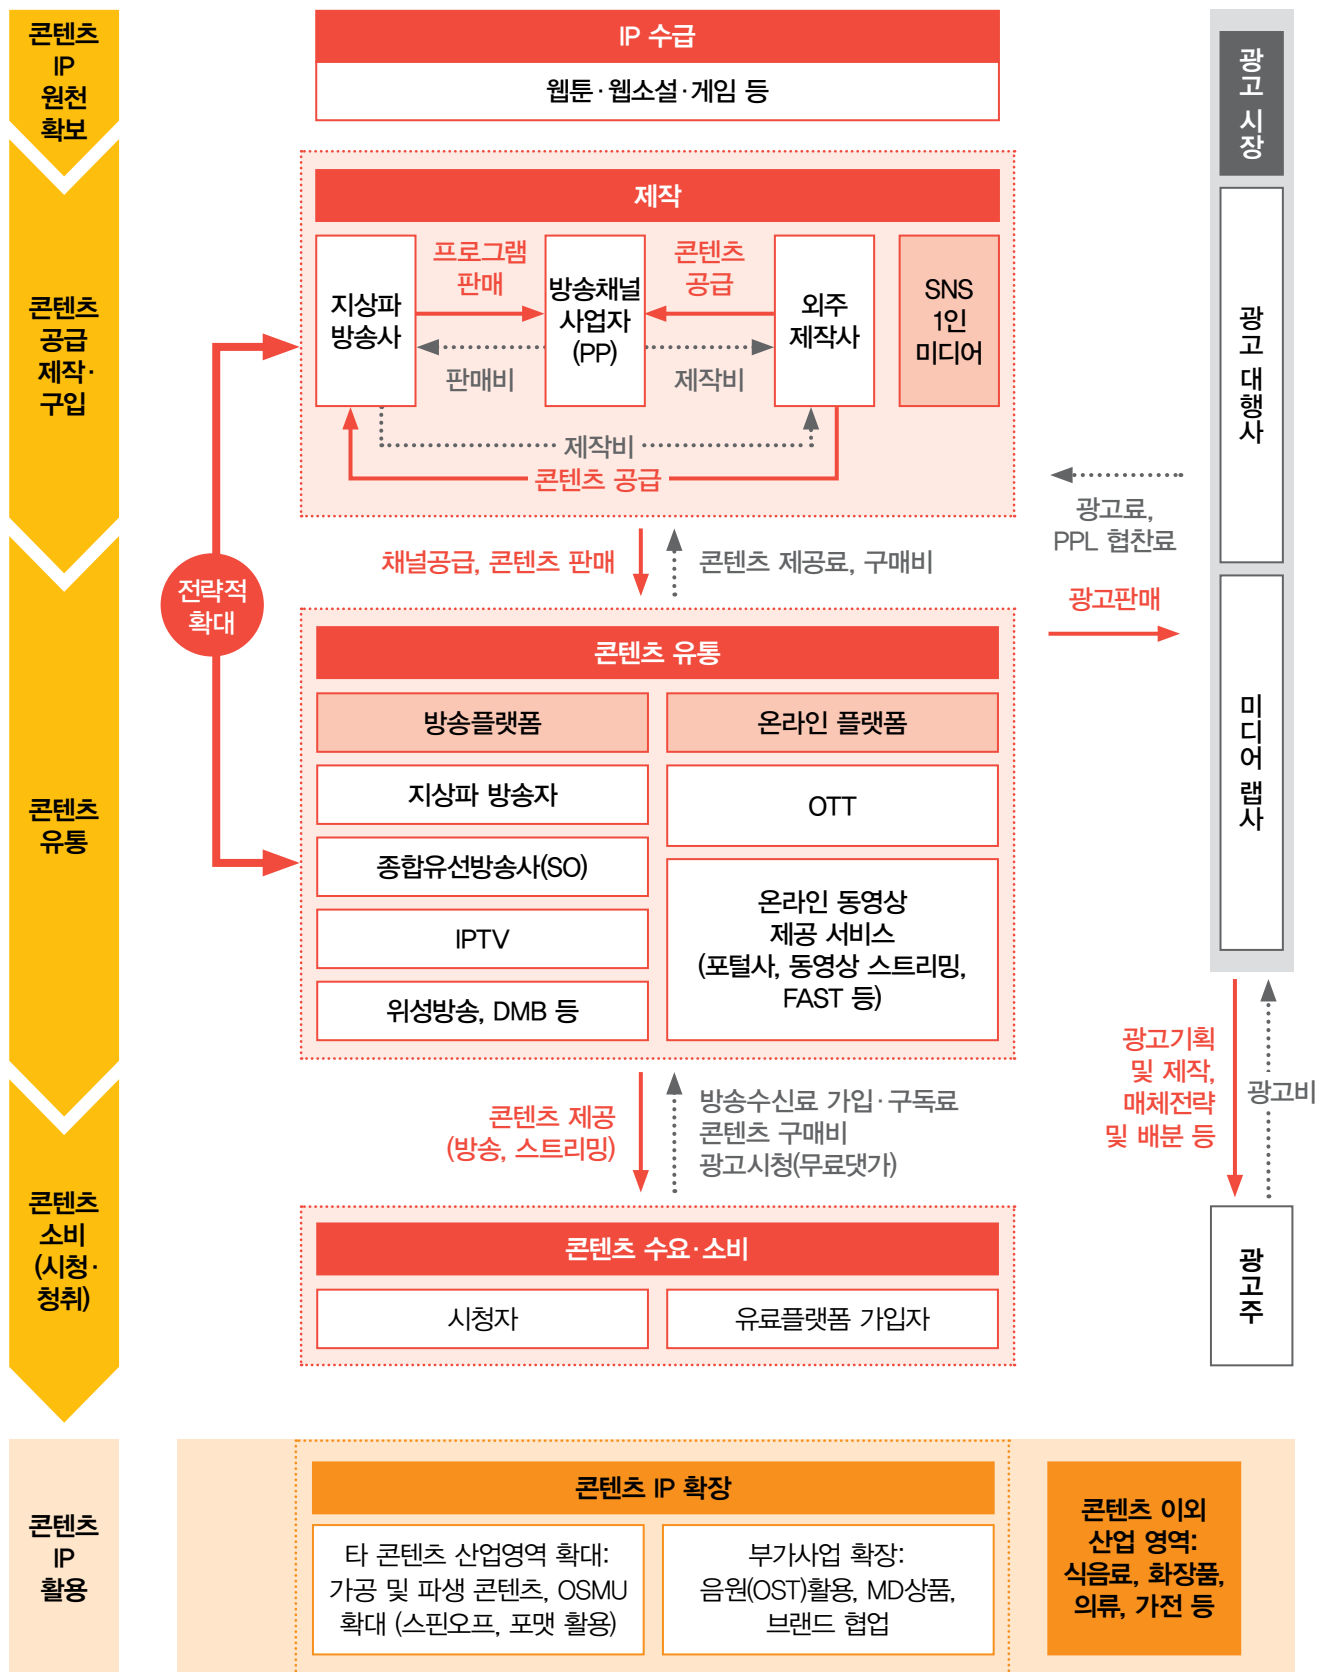 콘텐츠
IP
원천
확보
IP 수급
웹툰·웹소설·게임 등
콘텐츠
공급
제작·
구입
제작
지상파
방송사
프로그램
판매
판매비
방송채널
사업자
(PP)
콘텐츠
공급
제작비
외주
제작사
SNS
1인
미디어
제작비
콘텐츠 공급
전략적
확대
채널공급, 콘텐츠 판매
콘텐츠 제공료, 구매비
콘텐츠
유통
콘텐츠 유통
방송플랫폼
지상파 방송자
종합유선방송사(SO)
IPTV
위성방송, DMB 등
온라인 플랫폼
OTT
온라인 동영상
제공 서비스
(포털사, 동영상 스트리밍,
FAST 등)
콘텐츠 제공
(방송, 스트리밍)
방송수신료 가입·구독료
콘텐츠 구매비
광고시청(무료댓가)
콘텐츠
소비
(시청·
청취)
콘텐츠 수요·소비
시청자
유료플랫폼 가입자
광고 시장
광고 대행사
미디어 랩사
광고료,
PPL 협찬료
광고판매
광고기획
및 제작,
매체전략
및 배분 등
광고비
광고주
콘텐츠
IP
활용
콘텐츠 IP 확장
타 콘텐츠 산업영역 확대:
가공 및 파생 콘텐츠, OSMU
확대 (스핀오프, 포맷 활용)
부가사업 확장:
음원(OST)활용, MD상품,
브랜드 협업
콘텐츠 이외
산업 영역:
식음료, 화장품,
의류, 가전 등